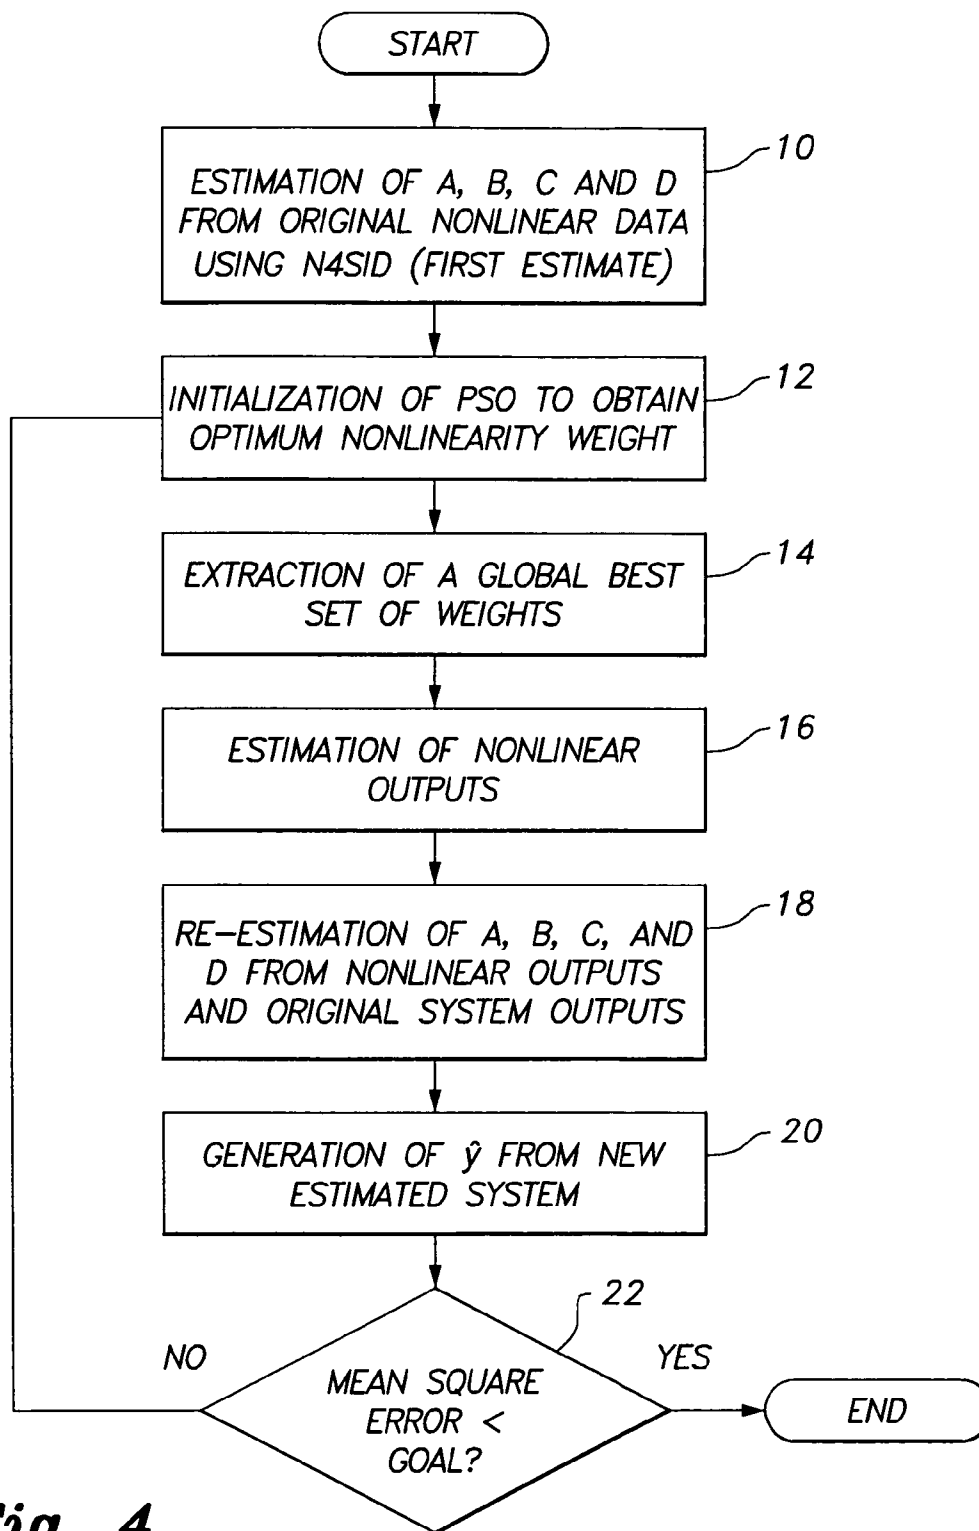 START
10
ESTIMATION OF A, B, C AND D
FROM ORIGINAL NONLINEAR DATA
USING N4SID (FIRST ESTIMATE)
12
INITIALIZATION OF PSO TO OBTAIN
OPTIMUM NONLINEARITY WEIGHT
14
EXTRACTION OF A GLOBAL BEST
SET OF WEIGHTS
16
ESTIMATION OF NONLINEAR
OUTPUTS
18
RE-ESTIMATION OF A, B, C, AND
D FROM NONLINEAR OUTPUTS
AND ORIGINAL SYSTEM OUTPUTS
20
GENERATION OF ŷ FROM NEW
ESTIMATED SYSTEM
22
NO
YES
MEAN SQUARE
ERROR <
GOAL?
END
Fig. 4